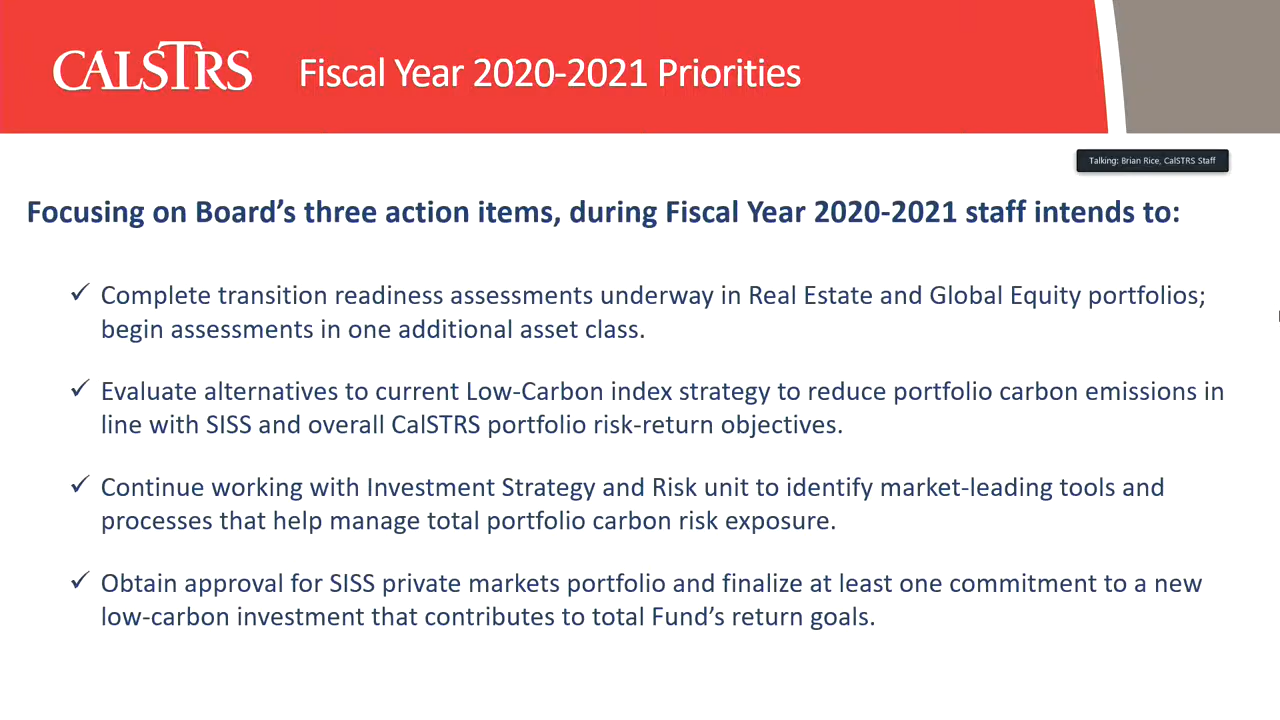 CALSTRS Fiscal Year 2020-2021 Priorities
Talking: Brian Rice, CalSTRS Staff
Focusing on Board’s three action items, during Fiscal Year 2020-2021 staff intends to:
✓ Complete transition readiness assessments underway in Real Estate and Global Equity portfolios;
begin assessments in one additional asset class.
✓ Evaluate alternatives to current Low-Carbon index strategy to reduce portfolio carbon emissions in
line with SISS and overall CalSTRS portfolio risk-return objectives.
✓ Continue working with Investment Strategy and Risk unit to identify market-leading tools and
processes that help manage total portfolio carbon risk exposure.
✓ Obtain approval for SISS private markets portfolio and finalize at least one commitment to a new
low-carbon investment that contributes to total Fund’s return goals.